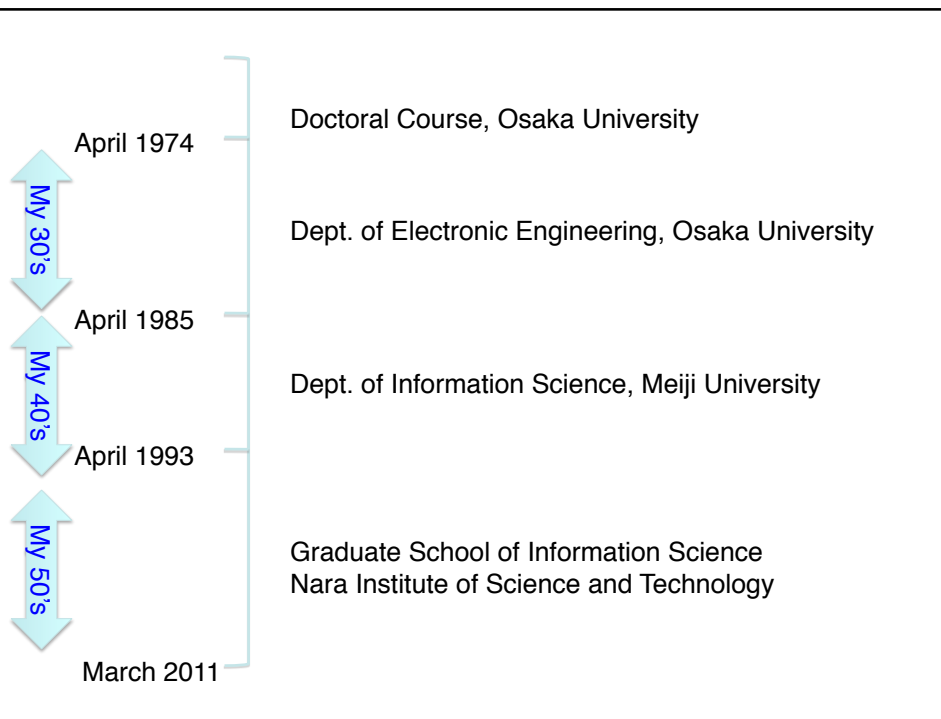 Doctoral Course, Osaka University
April 1974
My 30's
Dept. of Electronic Engineering, Osaka University
April 1985
My 40's
Dept. of Information Science, Meiji University
April 1993
My 50's
Graduate School of Information Science
Nara Institute of Science and Technology
March 2011